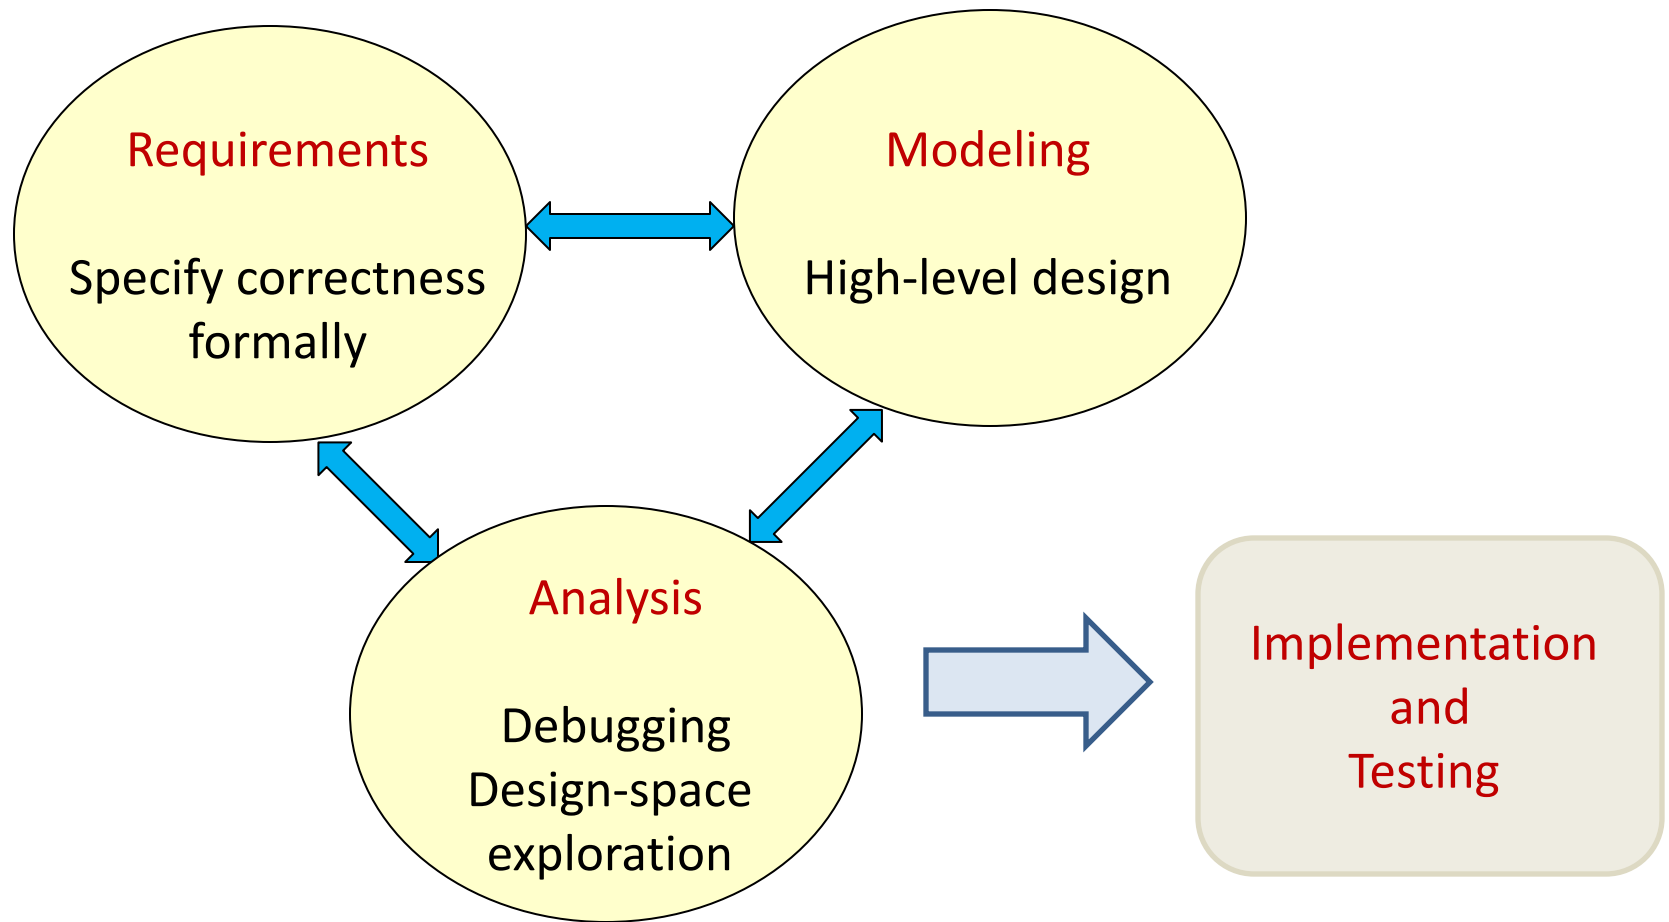 Requirements
Specify correctness
formally
Modeling
High-level design
Analysis
Debugging
Design-space
exploration
Implementation
and
Testing